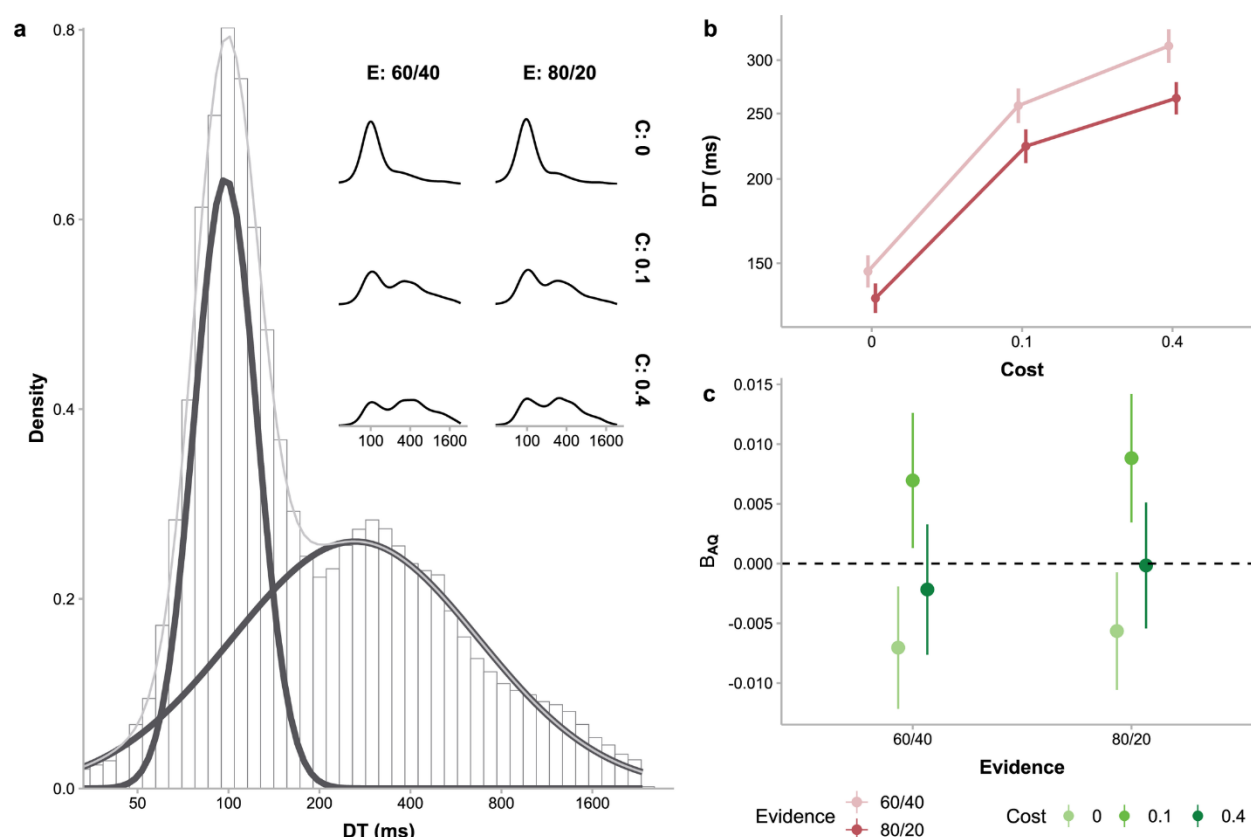 a
0.8
0.6
0.4
0.2
0.0
Density
50 100 200 400 800 1600
DT (ms)
E: 60/40 E: 80/20
C: 0
C: 0.1
C: 0.4
100 400 1600 100 400 1600
b
300
250
200
150
DT (ms)
0 0.1 0.4
Cost
c
0.015
0.010
0.005
0.000
-0.005
-0.010
BAQ
60/40 80/20
Evidence
Evidence 60/40
80/20
Cost 0 0.1 0.4